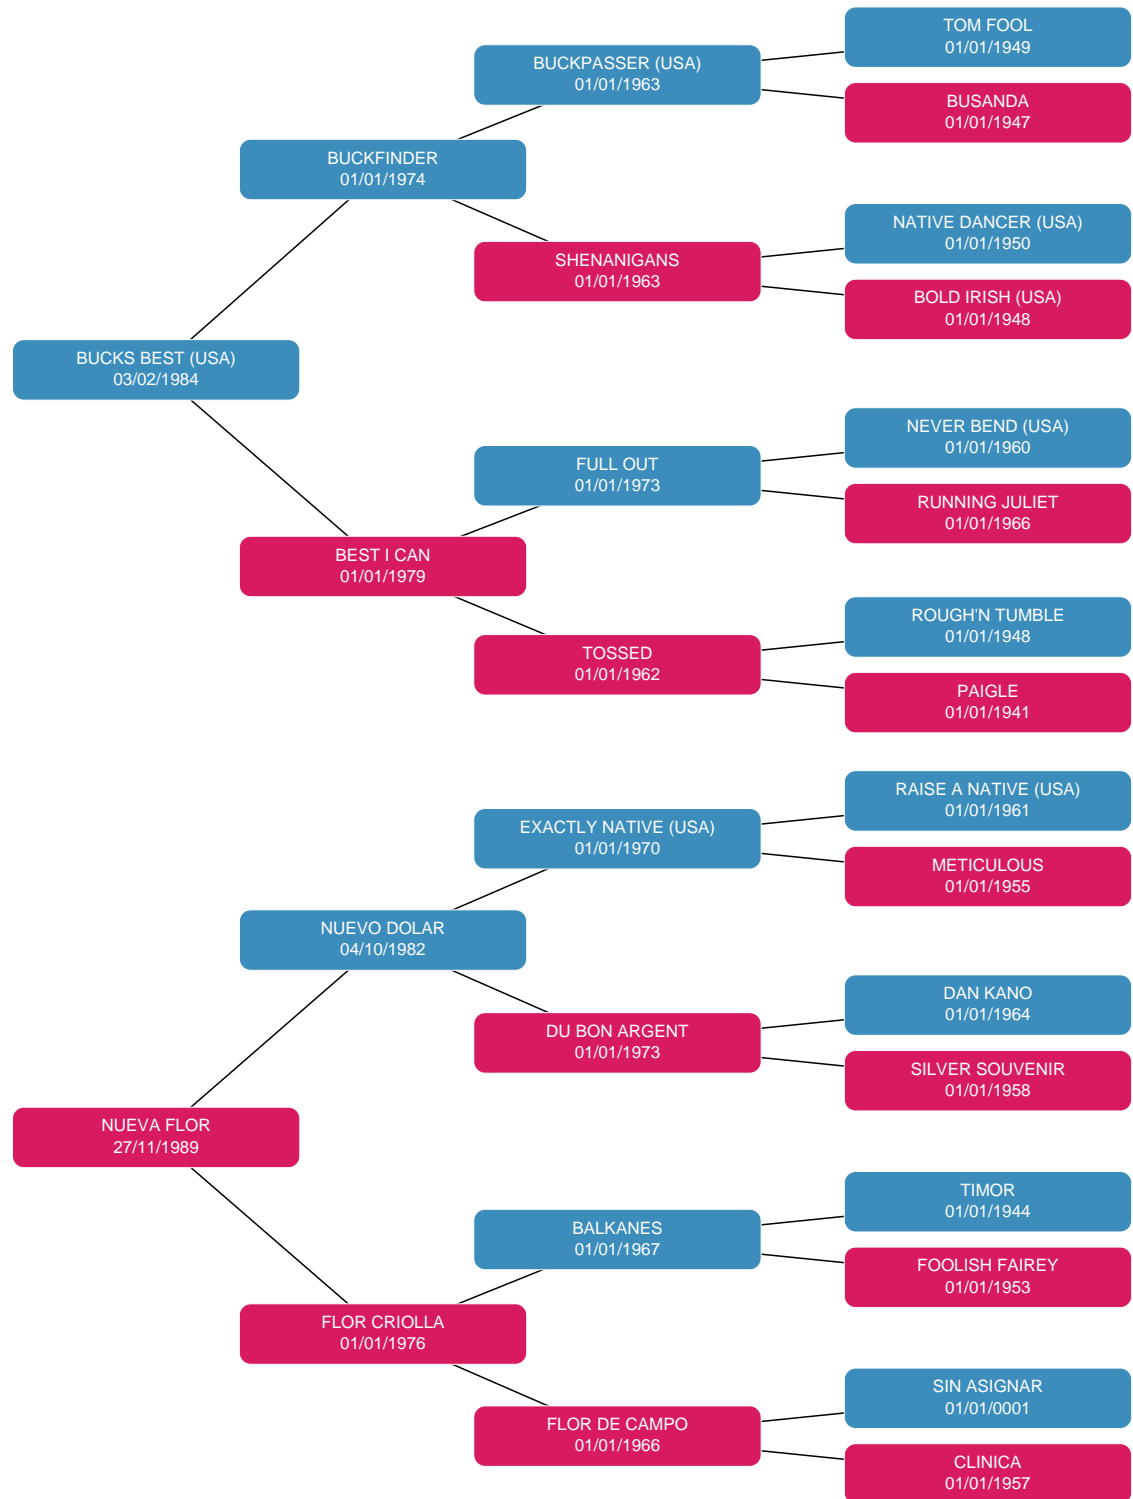 TOM FOOL
01/01/1949
BUCKPASSER (USA)
01/01/1963
BUSANDA
01/01/1947
BUCKFINDER
01/01/1974
NATIVE DANCER (USA)
01/01/1950
SHENANIGANS
01/01/1963
BOLD IRISH (USA)
01/01/1948
BUCKS BEST (USA)
03/02/1984
NEVER BEND (USA)
01/01/1960
FULL OUT
01/01/1973
RUNNING JULIET
01/01/1966
BEST I CAN
01/01/1979
ROUGH'N TUMBLE
01/01/1948
TOSSED
01/01/1962
PAIGLE
01/01/1941
RAISE A NATIVE (USA)
01/01/1961
EXACTLY NATIVE (USA)
01/01/1970
METICULOUS
01/01/1955
NUEVO DOLAR
04/10/1982
DAN KANO
01/01/1964
DU BON ARGENT
01/01/1973
SILVER SOUVENIR
01/01/1958
NUEVA FLOR
27/11/1989
TIMOR
01/01/1944
BALKANES
01/01/1967
FOOLISH FAIREY
01/01/1953
FLOR CRIOLLA
01/01/1976
SIN ASIGNAR
01/01/0001
FLOR DE CAMPO
01/01/1966
CLINICA
01/01/1957